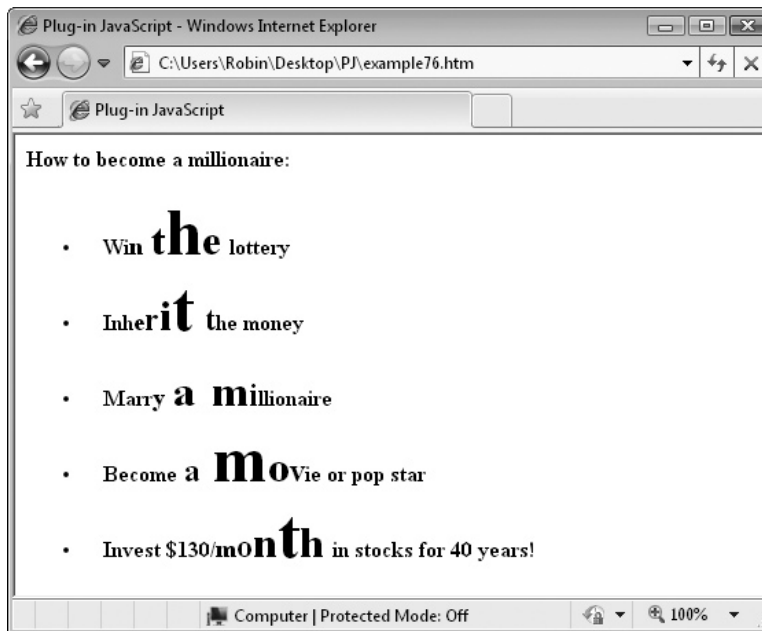 Plug-in JavaScript - Windows Internet Explorer
C:\Users\Robin\Desktop\PJ\example76.htm
Plug-in JavaScript
How to become a millionaire:
• Win the lottery
• Inherit the money
• Marry a millionaire
• Become a moVie or pop star
• Invest $130/month in stocks for 40 years!
Computer | Protected Mode: Off
100%